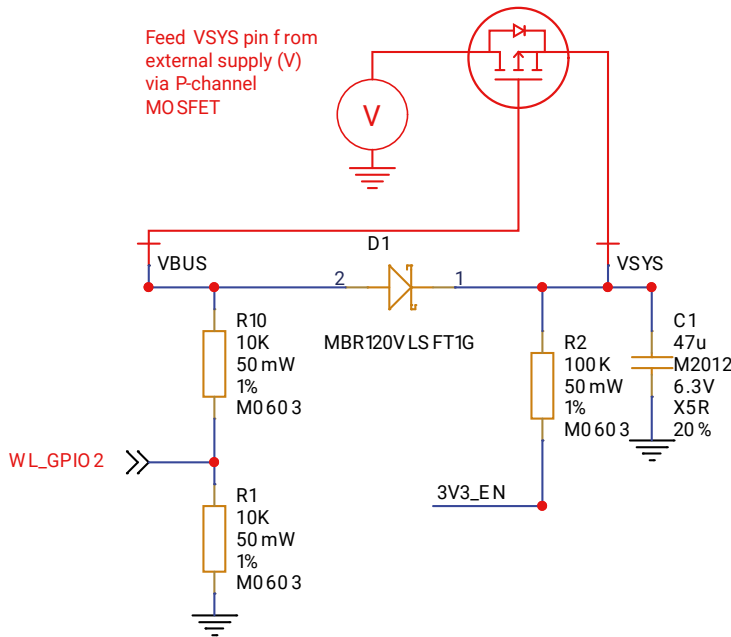 Feed VSYS pin from
external supply (V)
via P-channel
MOSFET
V
D1
VBUS
VSYS
2
1
MBR120VLSFT1G
R10
10K
50mW
1%
M0603
R2
100K
50mW
1%
M0603
C1
47u
M2012
6.3V
X5R
20%
WL_GPIO2
3V3_EN
R1
10K
50mW
1%
M0603